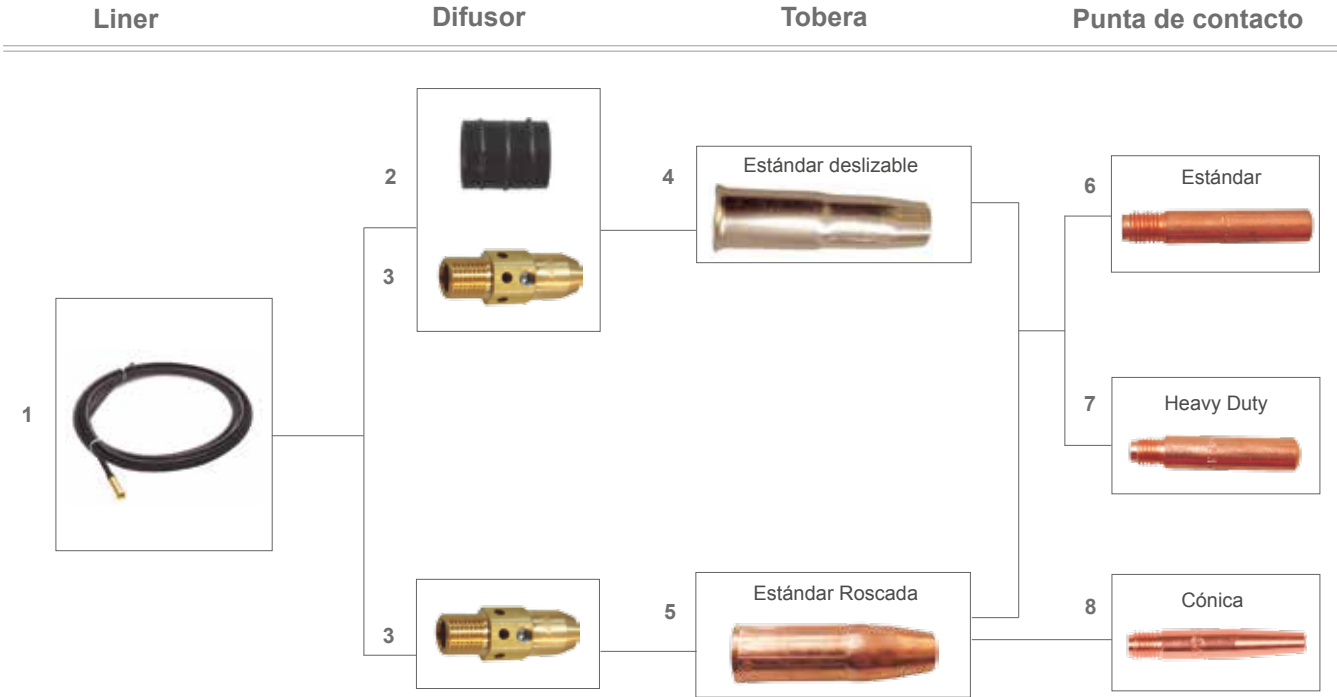 Liner
Difusor
Tobera
Punta de contacto
2
3
4
Estándar deslizable
6
Estándar
1
7
Heavy Duty
3
5
Estándar Roscada
8
Cónica